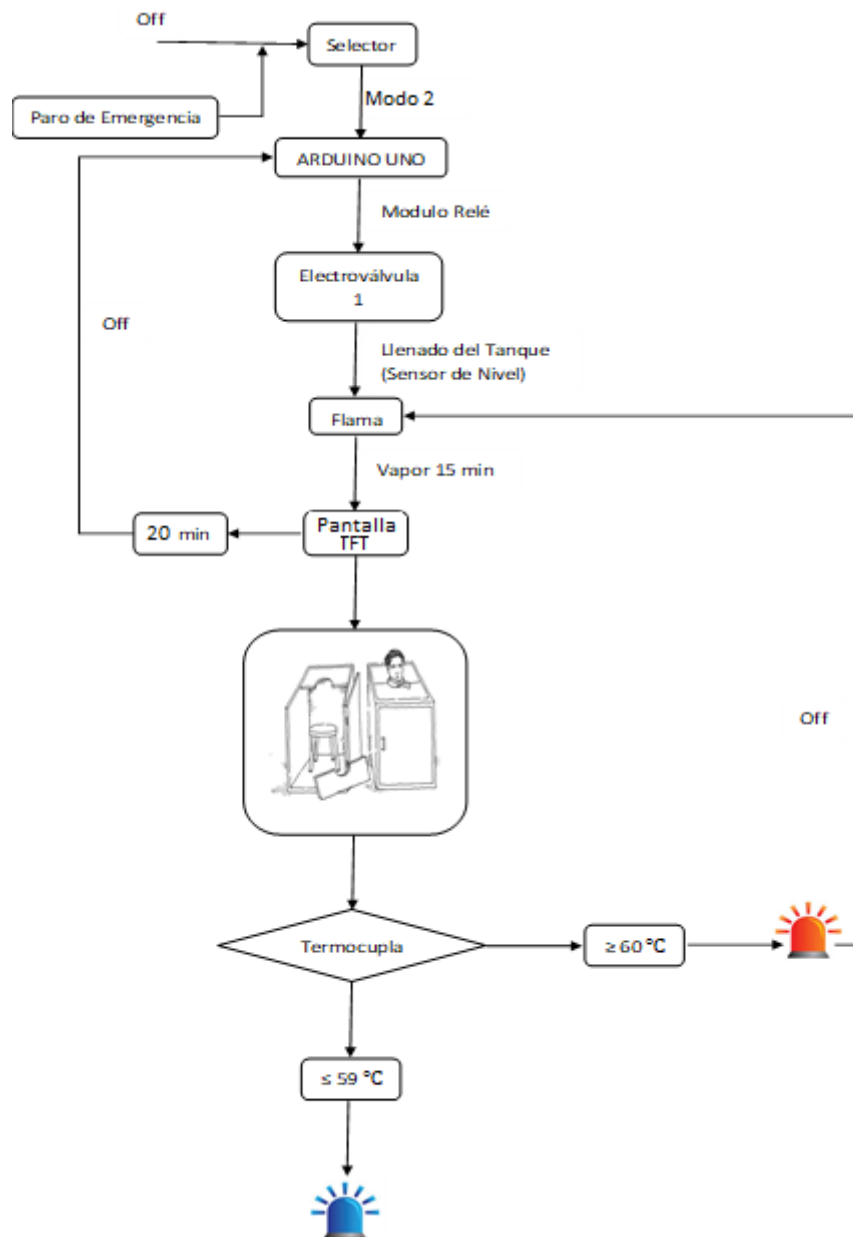 Off
Selector
Modo 2
Paro de Emergencia
ARDUINO UNO
Modulo Relé
Electroválvula
1
Off
Llenado del Tanque
(Sensor de Nivel)
Flama
Vapor 15 min
20 min
Pantalla
TFT
Off
Termocupla
≥ 60 °C
≤ 59 °C